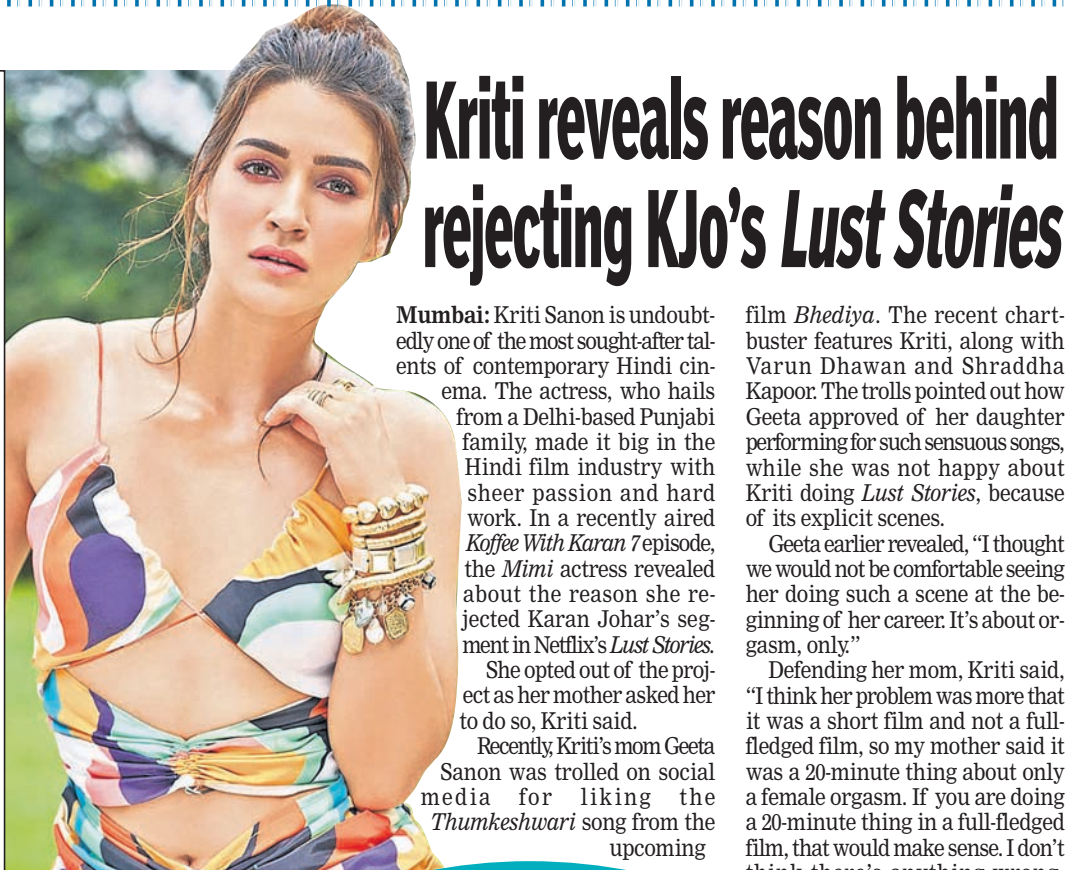 Kriti reveals reason behind
rejecting KJo’s Lust Stories
Mumbai: Kriti Sanon is undoubt-
edly one of the most sought-after tal-
ents of contemporary Hindi cin-
ema. The actress, who hails
from a Delhi-based Punjabi
family, made it big in the
Hindi film industry with
sheer passion and hard
work. In a recently aired
Koffee With Karan 7 episode,
the Mimi actress revealed
about the reason she re-
jected Karan Johar’s seg-
ment in Netflix’s Lust Stories.
She opted out of the proj-
ect as her mother asked her
to do so, Kriti said.
Recently, Kriti’s mom Geeta
Sanon was trolled on social
media for liking the
Thumkeshwari song from the
upcoming
film Bhediya. The recent chart-
buster features Kriti, along with
Varun Dhawan and Shraddha
Kapoor. The trolls pointed out how
Geeta approved of her daughter
performing for such sensuous songs,
while she was not happy about
Kriti doing Lust Stories, because
of its explicit scenes.
Geeta earlier revealed, “I thought
we would not be comfortable seeing
her doing such a scene at the be-
ginning of her career. It’s about or-
gasm, only.”
Defending her mom, Kriti said,
“I think her problem was more that
it was a short film and not a full-
fledged film, so my mother said it
was a 20-minute thing about only
a female orgasm. If you are doing
a 20-minute thing in a full-fledged
film, that would make sense. I don’t
think there’s anything wrong